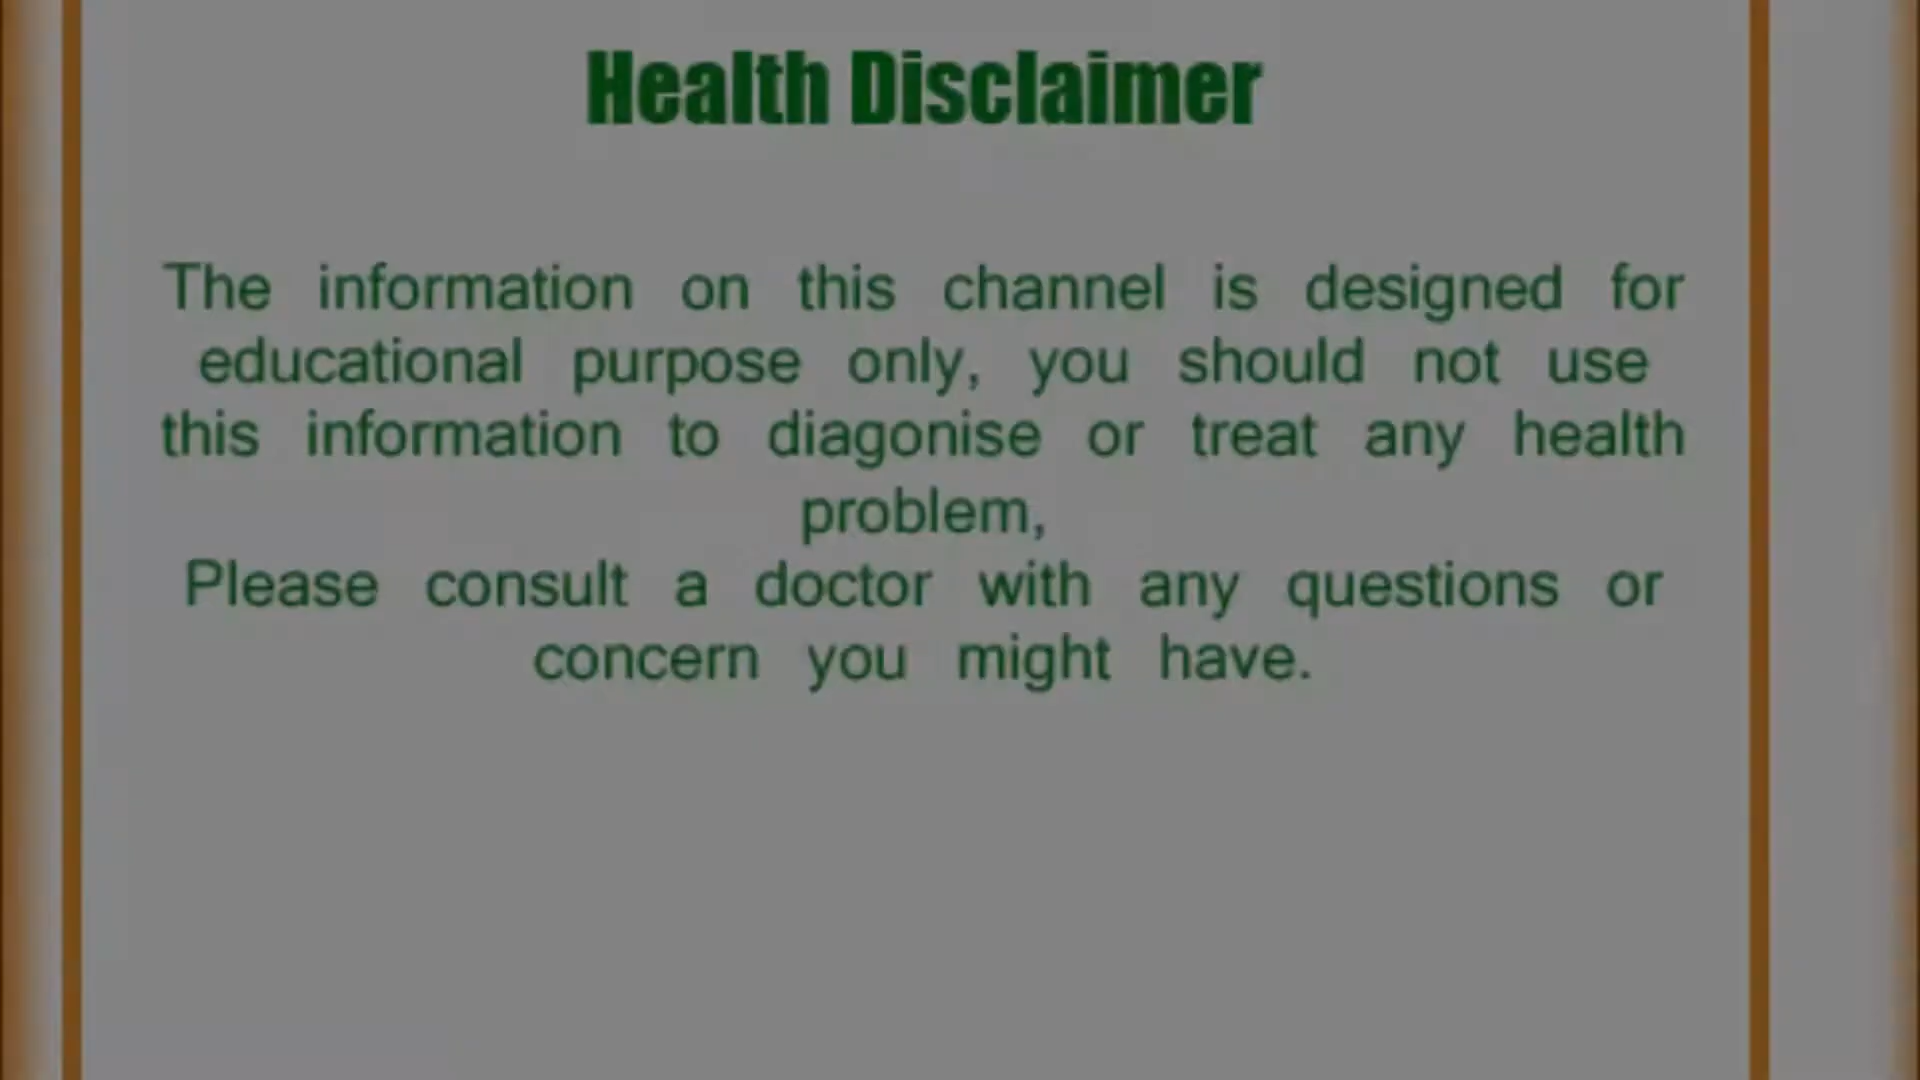 Health Disclaimer
The information on this channel is designed for
educational purpose only, you should not use
this information to diagonise or treat any health
problem,
Please consult a doctor with any questions or
concern you might have.